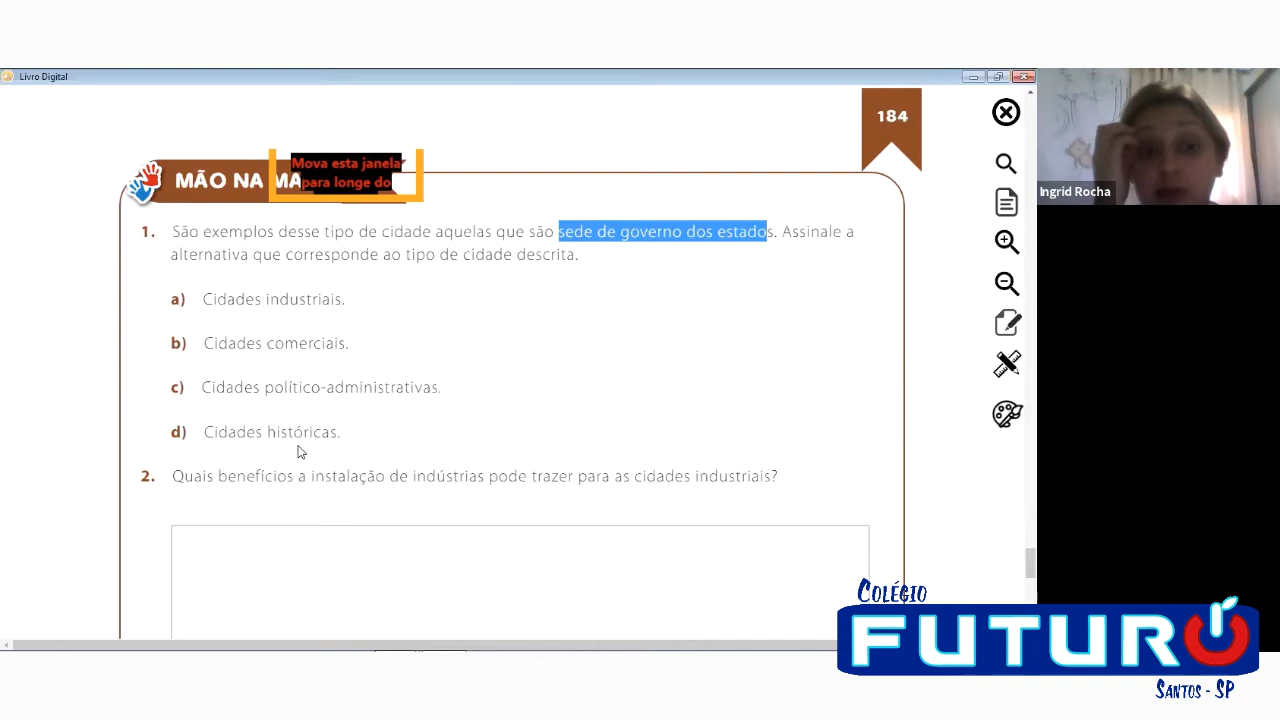 Livro Digital
184
MÃO NA MA
Mova esta janela
para longe do
Ingrid Rocha
1. São exemplos desse tipo de cidade aquelas que são sede de governo dos estados. Assinale a
alternativa que corresponde ao tipo de cidade descrita.
a) Cidades industriais.
b) Cidades comerciais.
c) Cidades político-administrativas.
d) Cidades históricas.
2. Quais benefícios a instalação de indústrias pode trazer para as cidades industriais?
COLÉGIO
FUTURO
SANTOS - SP